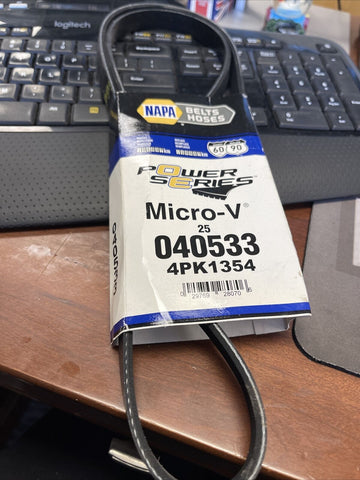 logitech
NAPA
BELTS
HOSES
60 90
POWER
SERIES
Micro-V®
25
040533
4PK1354